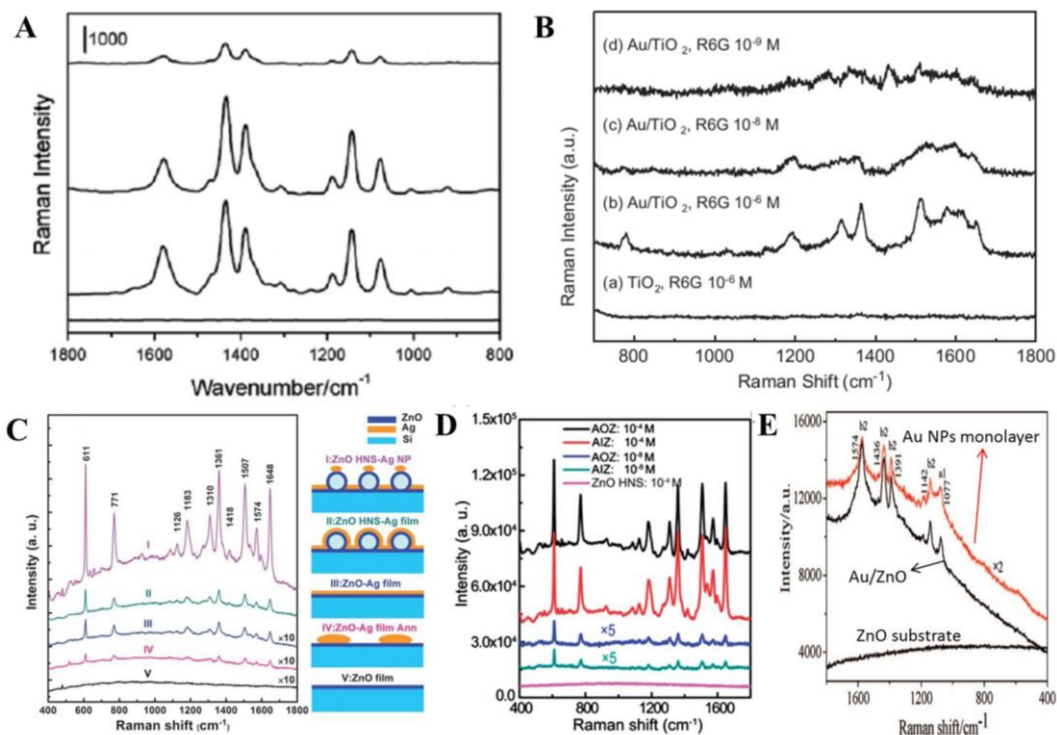 A
1000
Raman Intensity
1800 1600 1400 1200 1000 800
Wavenumber/cm-1
B
(d) Au/TiO2, R6G 10-9 M
(c) Au/TiO2, R6G 10-8 M
(b) Au/TiO2, R6G 10-6 M
(a) TiO2, R6G 10-6 M
Raman Intensity (a.u.)
800 1000 1200 1400 1600 1800
Raman Shift (cm-1)
C
611
771
1126
1183
1310
1361
1418
1507
1574
1648
I
II
III
IV
V
×10
×10
×10
Intensity (a. u.)
400 600 800 1000 1200 1400 1600 1800
Raman shift (cm-1)
ZnO
Ag
Si
I:ZnO HNS-Ag NP
II:ZnO HNS-Ag film
III:ZnO-Ag film
IV:ZnO-Ag film Ann
V:ZnO film
D
1.5x105
1.2x105
9.0x104
6.0x104
3.0x104
0.0
Intensity (a. u.)
AOZ: 10-4 M
AIZ: 10-4 M
AOZ: 10-8 M
AIZ: 10-8 M
ZnO HNS: 10-4 M
×5
×5
400 600 800 1000 1200 1400 1600
Raman shift (cm-1)
E
16000
12000
8000
4000
Intensity/a.u.
b2
1574
b2
1436
b2
1391
1142
b2
a1
1077
Au NPs monolayer
×2
Au/ZnO
ZnO substrate
1600 1200 800 400
Raman shift/cm-1